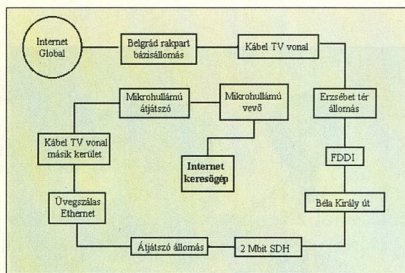 Internet
Global
Belgrád rakpart
bázisállomás
Kábel TV vonal
Erzsébet tér
állomás
FDDI
Béla Király út
2 Mbit SDH
Átjátszó állomás
Üvegszálas
Ethernet
Kábel TV vonal
másik kerület
Mikrohullámú
átjátszó
Mikrohullámú
vevő
Internet
keresőgép